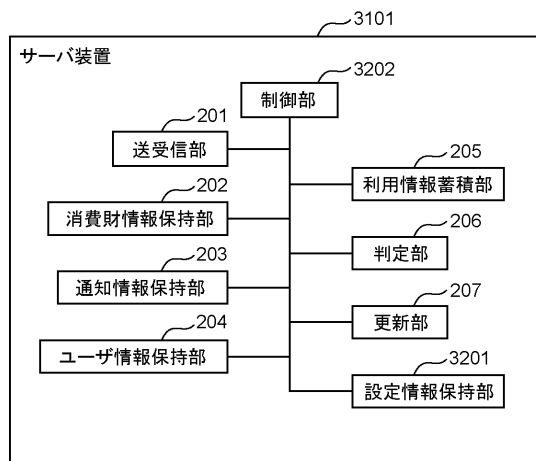 3101
サーバ装置
3202
制御部
201
送受信部
205
利用情報蓄積部
202
消費財情報保持部
206
判定部
203
通知情報保持部
207
更新部
204
ユーザ情報保持部
3201
設定情報保持部